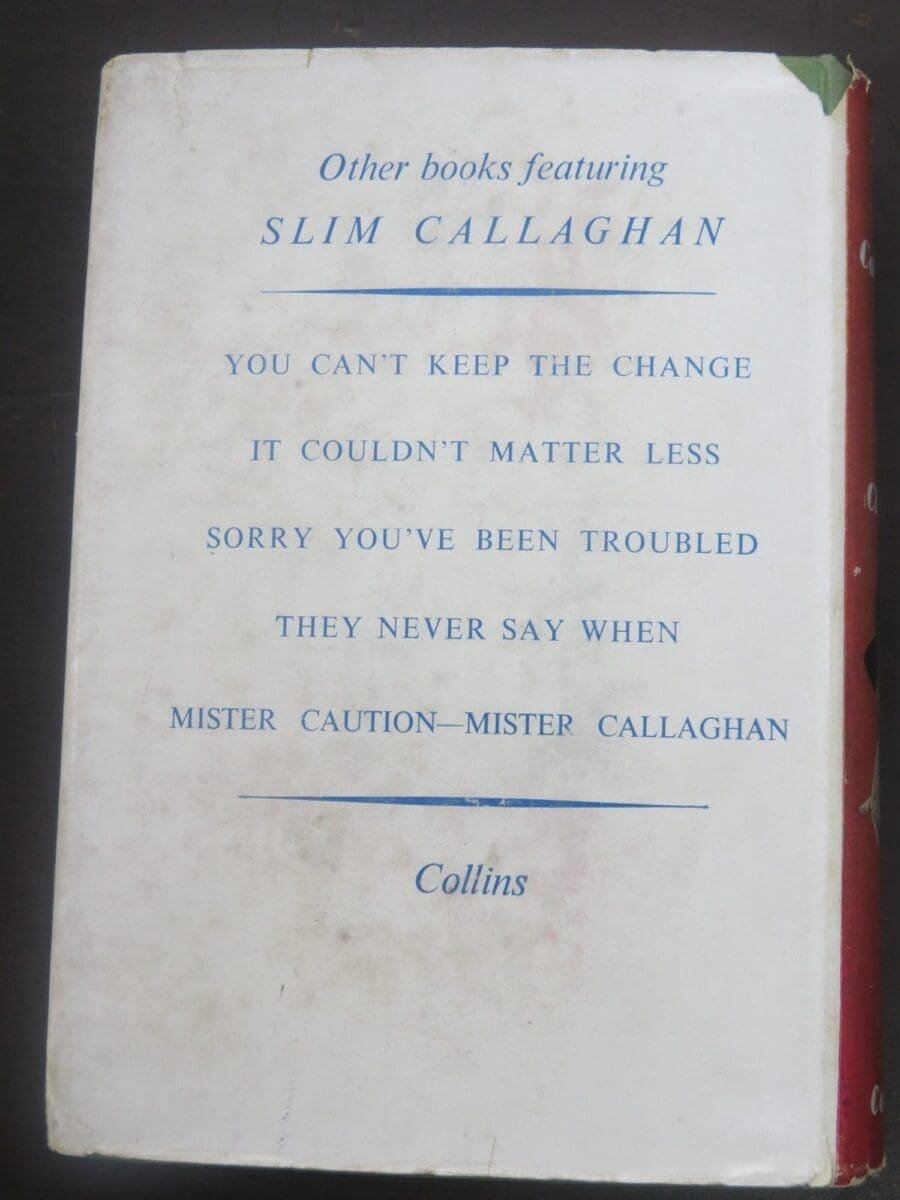 Other books featuring
SLIM CALLAGHAN
YOU CAN'T KEEP THE CHANGE
IT COULDN'T MATTER LESS
SORRY YOU'VE BEEN TROUBLED
THEY NEVER SAY WHEN
MISTER CAUTION—MISTER CALLAGHAN
Collins